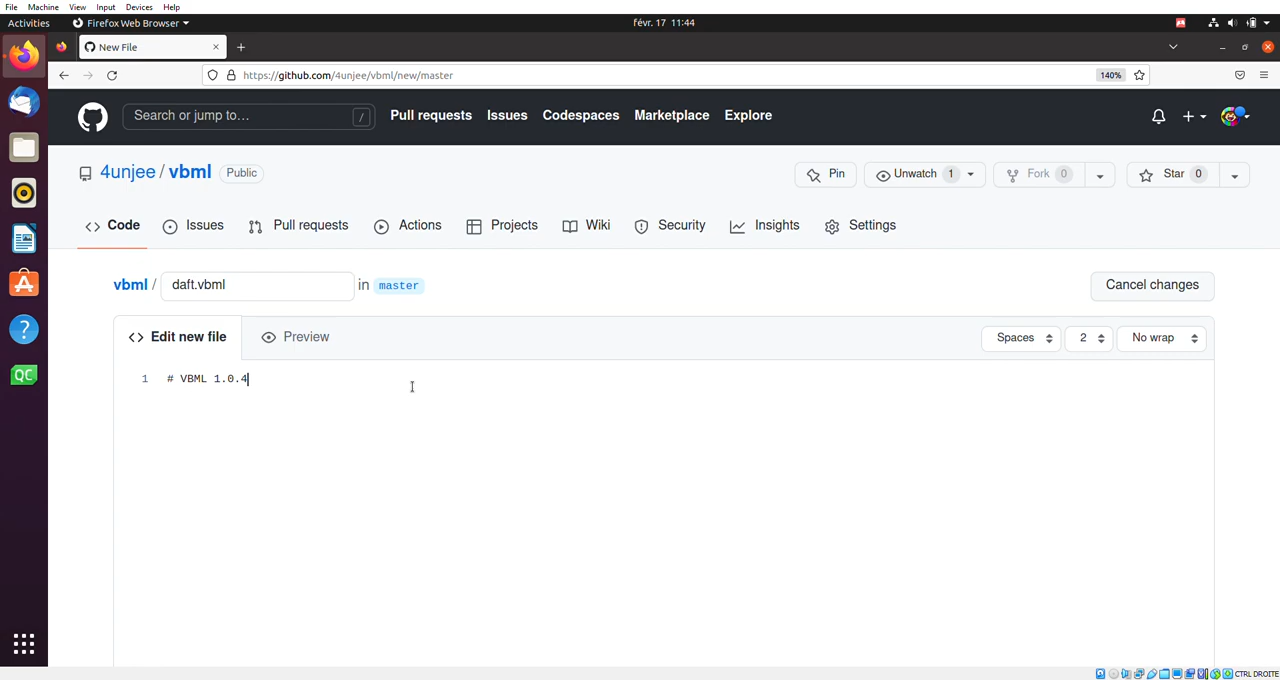 File Machine View Input Devices Help
Activities Firefox Web Browser févr. 17 11:44
New File
https://github.com/4unjee/vbml/new/master 140%
Search or jump to… / Pull requests Issues Codespaces Marketplace Explore
4unjee / vbml Public Pin Unwatch 1 Fork 0 Star 0
Code Issues Pull requests Actions Projects Wiki Security Insights Settings
vbml / daft.vbml in master Cancel changes
Edit new file Preview Spaces 2 No wrap
1 # VBML 1.0.4
QC
CTRL DROITE